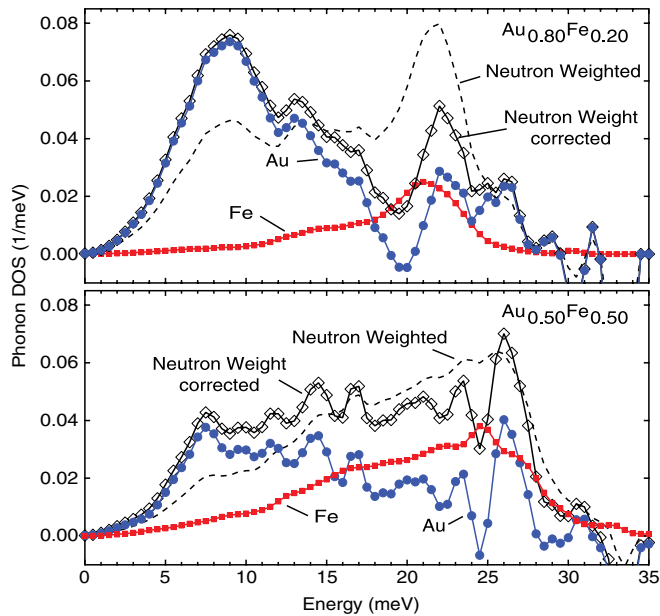 0.08
0.06
0.04
0.02
0.00
Au0.80Fe0.20
Neutron Weighted
Neutron Weight
corrected
Au
Fe
Phonon DOS (1/meV)
0.08
0.06
0.04
0.02
0.00
Au0.50Fe0.50
Neutron Weighted
Neutron Weight
corrected
Fe
Au
0 5 10 15 20 25 30 35
Energy (meV)